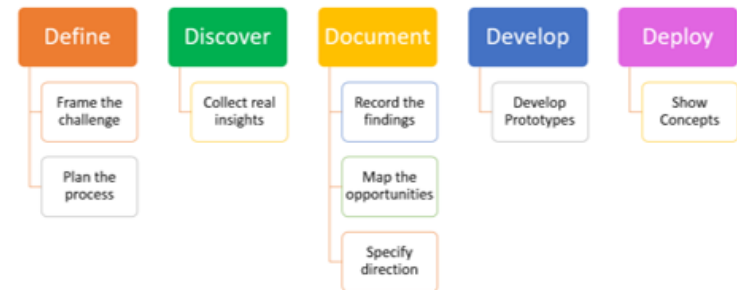 Define
Discover
Document
Develop
Deploy
Frame the
challenge
Plan the
process
Collect real
insights
Record the
findings
Map the
opportunities
Specify
direction
Develop
Prototypes
Show
Concepts